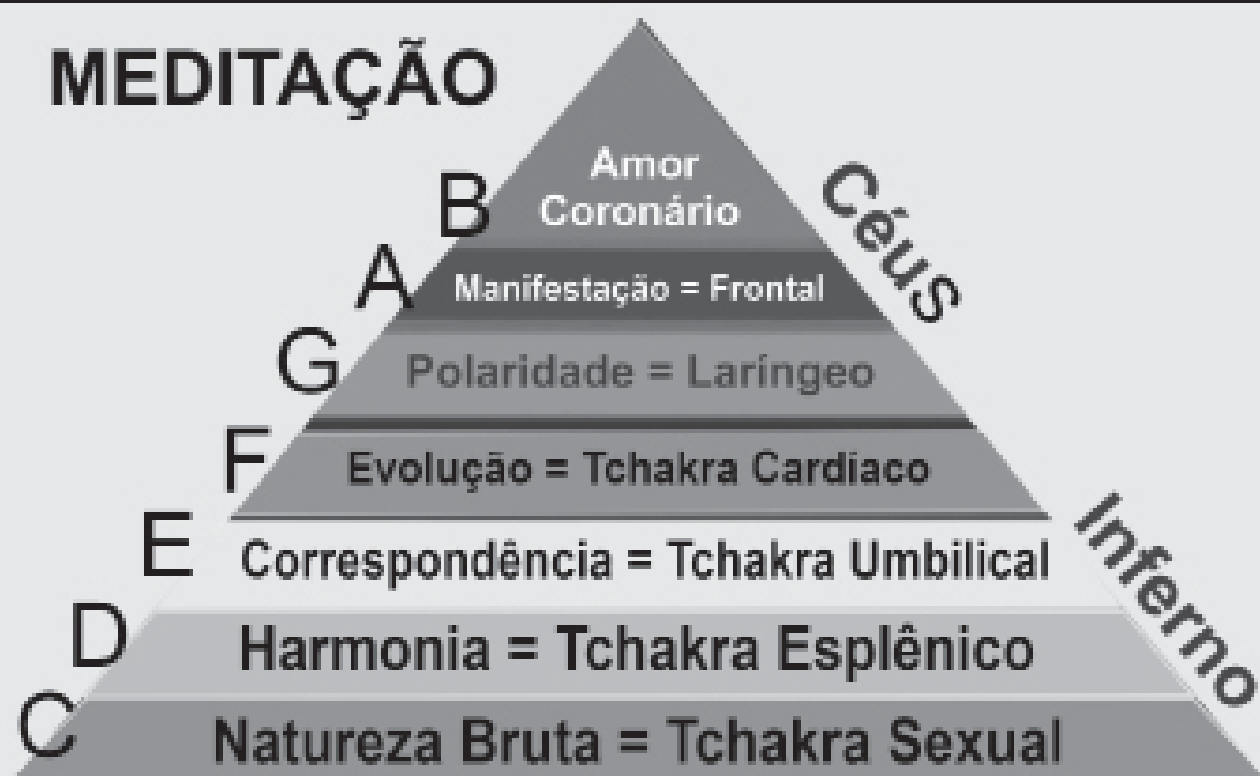 MEDITAÇÃO
Amor
B Coronário
Céus
A Manifestação = Frontal
G Polaridade = Laríngeo
F Evolução = Tchakra Cardiaco
E Correspondência = Tchakra Umbilical
Inferno
D Harmonia = Tchakra Esplênico
C Natureza Bruta = Tchakra Sexual